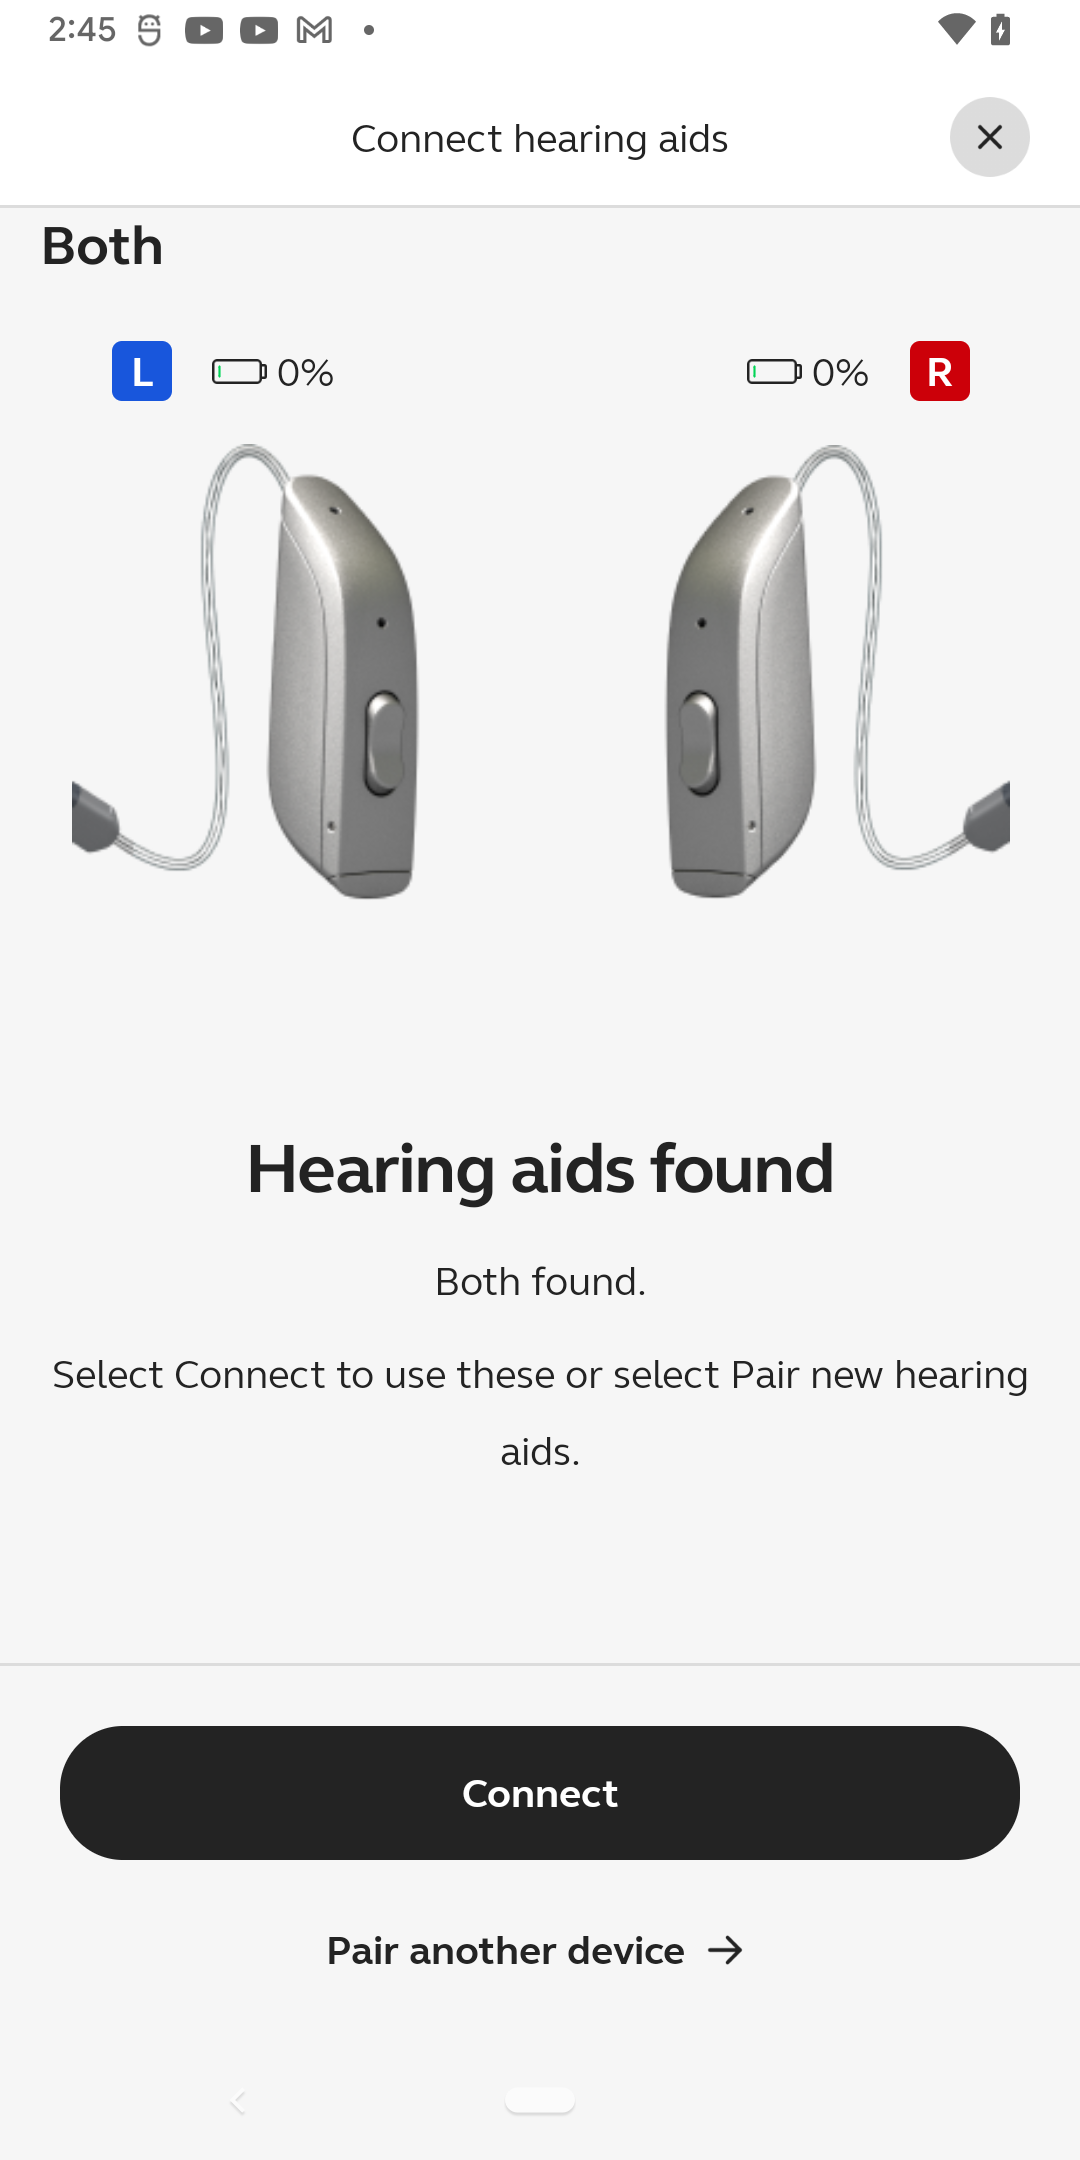 2:45
Connect hearing aids
Both
L 0% 0% R
Hearing aids found
Both found.
Select Connect to use these or select Pair new hearing
aids.
Connect
Pair another device →